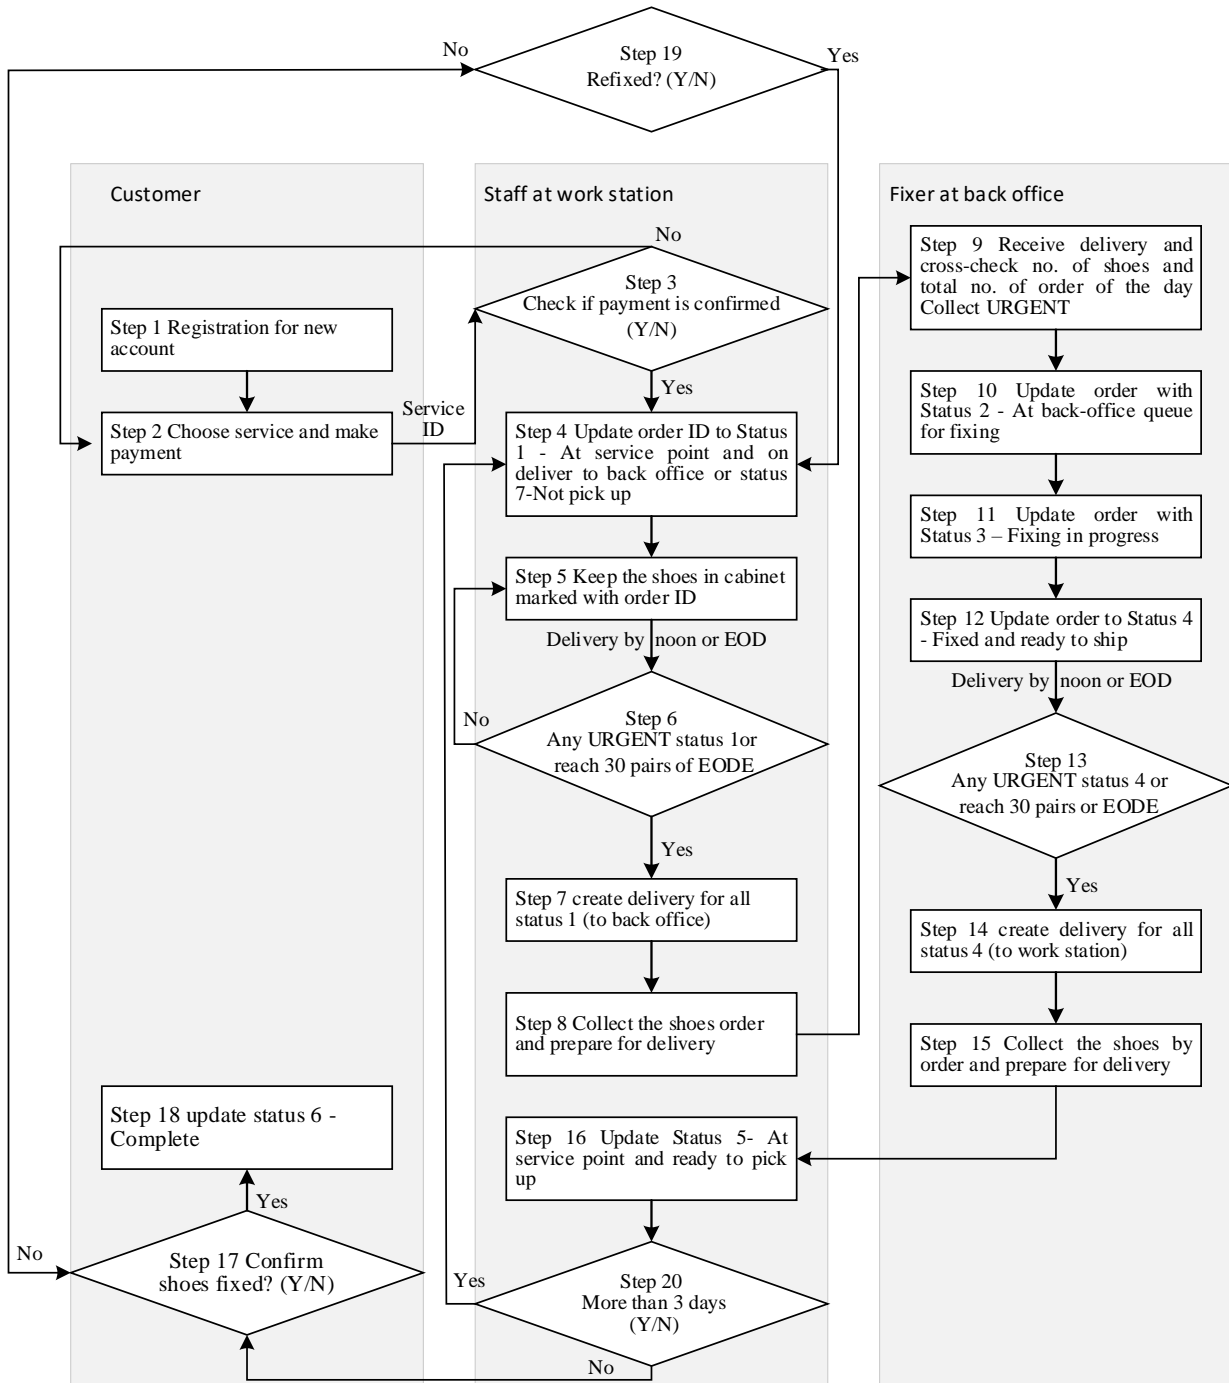 Step 19
Refixed? (Y/N)
No
Yes
Customer
Staff at work station
Fixer at back office
No
Step 3
Check if payment is confirmed
(Y/N)
Yes
Step 1 Registration for new
account
Step 2 Choose service and make
payment
Service
ID
Step 4 Update order ID to Status
1 - At service point and on
deliver to back office or status
7-Not pick up
Step 5 Keep the shoes in cabinet
marked with order ID
Delivery by noon or EOD
Step 6
Any URGENT status 1or
reach 30 pairs of EODE
No
Yes
Step 7 create delivery for all
status 1 (to back office)
Step 8 Collect the shoes order
and prepare for delivery
Step 9 Receive delivery and
cross-check no. of shoes and
total no. of order of the day
Collect URGENT
Step 10 Update order with
Status 2 - At back-office queue
for fixing
Step 11 Update order with
Status 3 – Fixing in progress
Step 12 Update order to Status 4
- Fixed and ready to ship
Delivery by noon or EOD
Step 13
Any URGENT status 4 or
reach 30 pairs or EODE
Yes
Step 14 create delivery for all
status 4 (to work station)
Step 15 Collect the shoes by
order and prepare for delivery
Step 16 Update Status 5- At
service point and ready to pick
up
Step 20
More than 3 days
(Y/N)
Yes
No
Step 18 update status 6 -
Complete
Yes
Step 17 Confirm
shoes fixed? (Y/N)
No